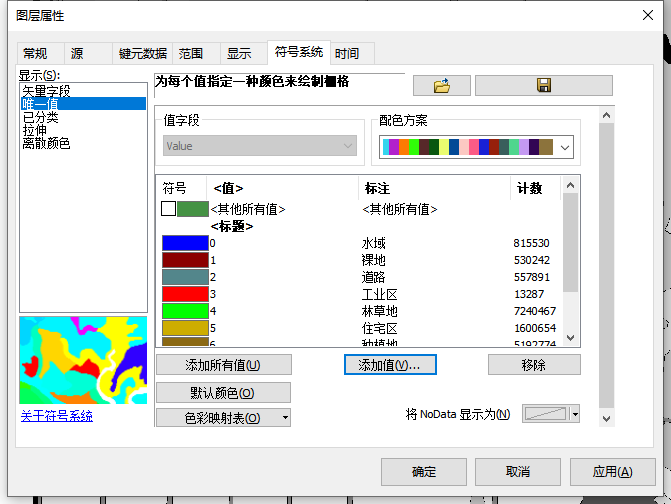 图层属性
常规 源 键元数据 范围 显示 符号系统 时间
显示(S):
矢量字段
唯一值
已分类
拉伸
离散颜色
为每个值指定一种颜色来绘制栅格
值字段
Value
配色方案
符号 <值> 标注 计数
<其他所有值> <其他所有值>
<标题>
0 水域 815530
1 裸地 530242
2 道路 557891
3 工业区 13287
4 林草地 7240467
5 住宅区 1600654
6 种植地 5192774
添加所有值(U) 添加值(V)... 移除
默认颜色(O)
色彩映射表(O) 将 NoData 显示为(N)
关于符号系统
确定 取消 应用(A)